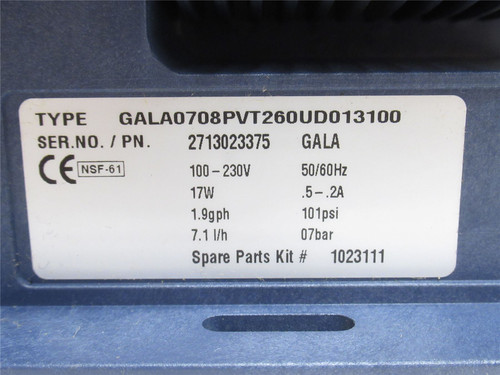 TYPE GALA0708PVT260UD013100
SER.NO. / PN. 2713023375 GALA
CE NSF-61 100-230V 50/60Hz
17W .5-.2A
1.9gph 101psi
7.1 l/h 07bar
Spare Parts Kit # 1023111